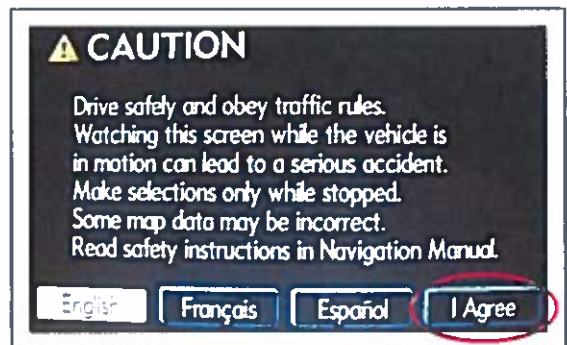 CAUTION
Drive safely and obey traffic rules.
Watching this screen while the vehicle is
in motion can lead to a serious accident.
Make selections only while stopped.
Some map data may be incorrect.
Read safety instructions in Navigation Manual.
English Français Español I Agree